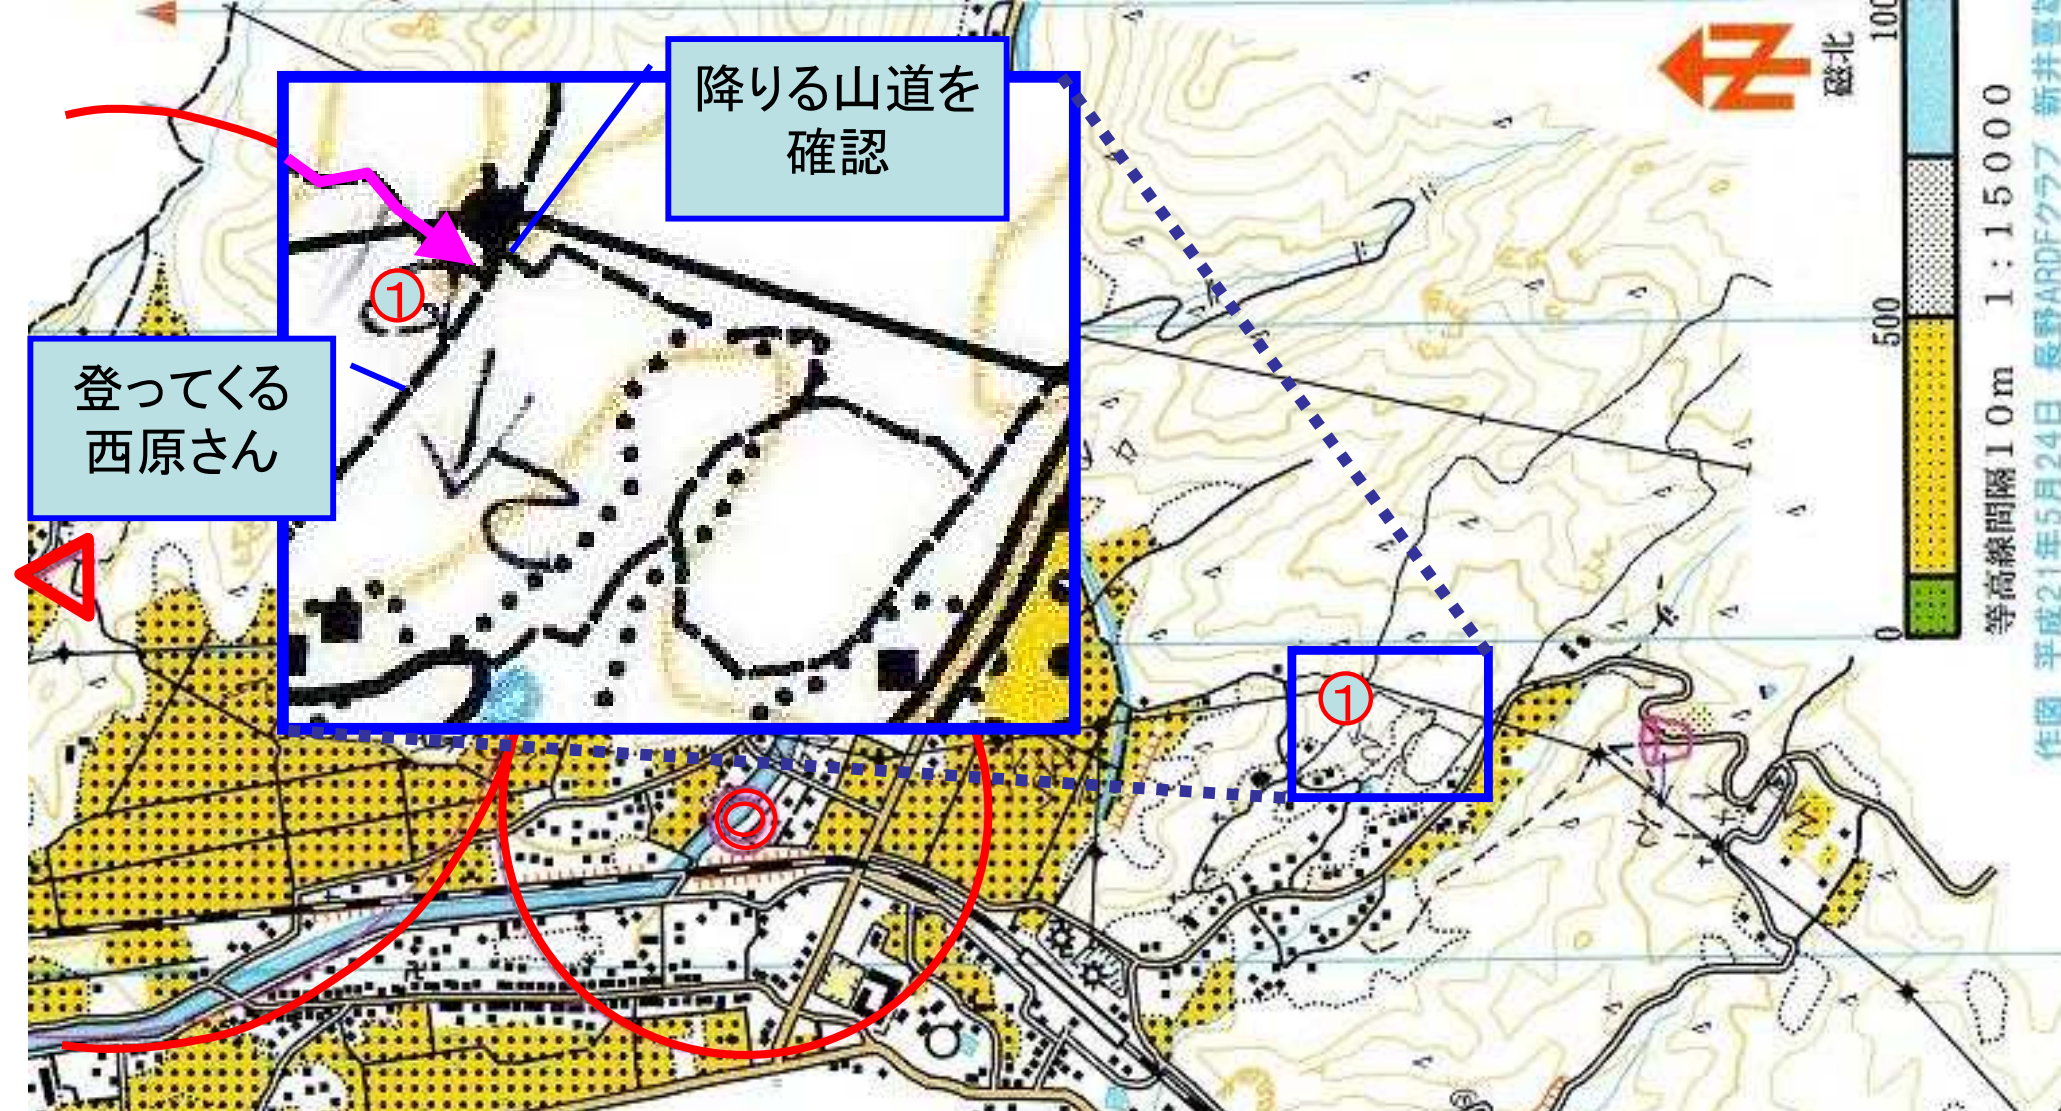 降りる山道を
確認
登ってくる
西原さん
①
①
N
磁北
100
500
0
等高線間隔10m 1:15000
作図 平成21年5月24日 長野ARDFクラブ 新井